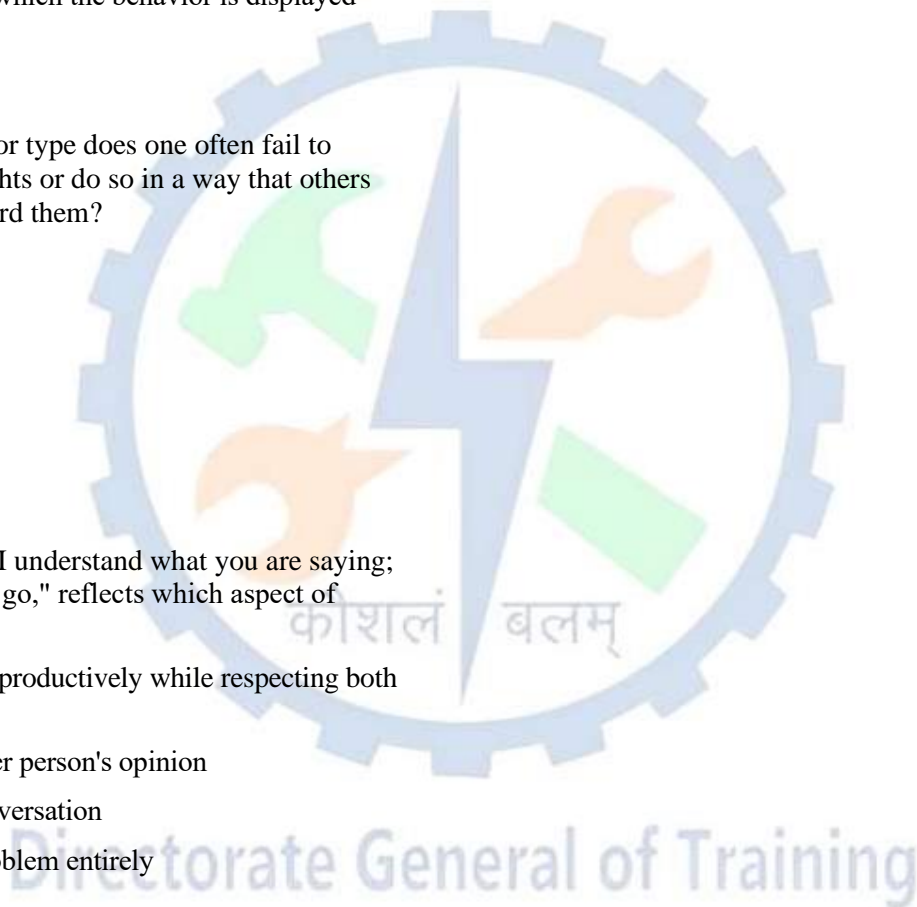 which the behavior is displayed
or type does one often fail to
hts or do so in a way that others
rd them?
I understand what you are saying;
go," reflects which aspect of
कौशलं बलम्
productively while respecting both
er person's opinion
versation
blem entirely
Directorate General of Training